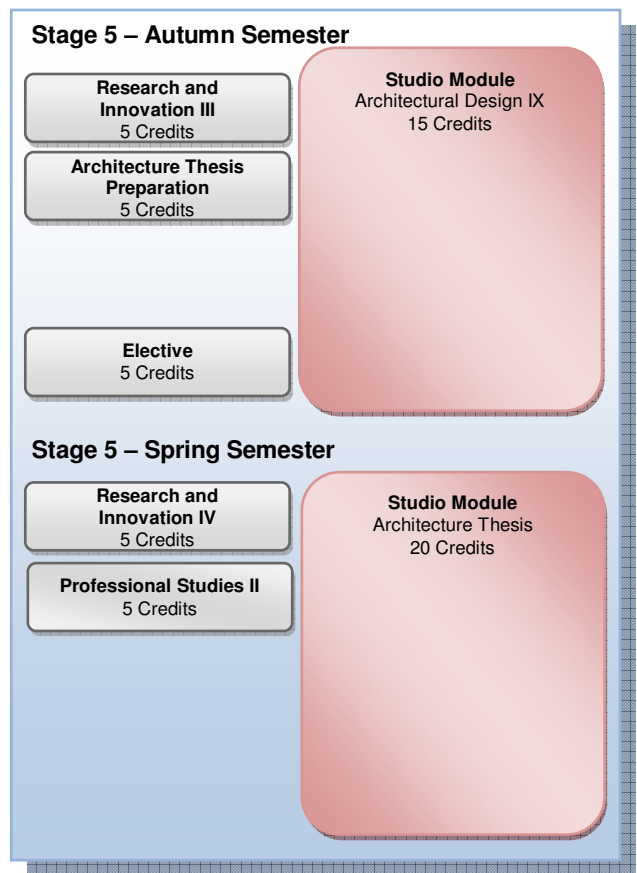 Stage 5 – Autumn Semester
Research and
Innovation III
5 Credits
Architecture Thesis
Preparation
5 Credits
Elective
5 Credits
Studio Module
Architectural Design IX
15 Credits
Stage 5 – Spring Semester
Research and
Innovation IV
5 Credits
Professional Studies II
5 Credits
Studio Module
Architecture Thesis
20 Credits